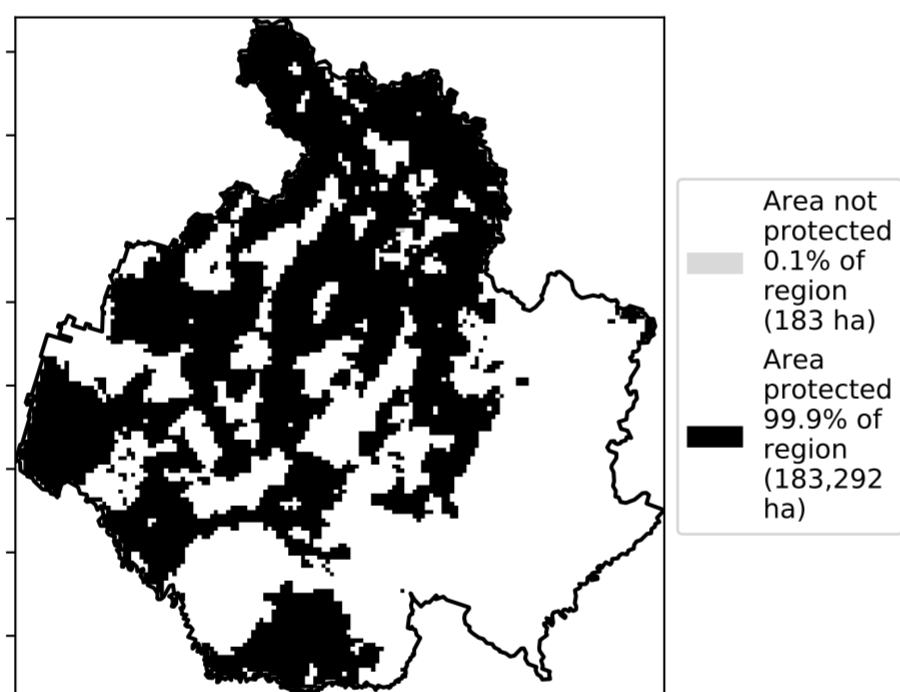 Area not
protected
0.1% of
region
(183 ha)
Area
protected
99.9% of
region
(183,292
ha)